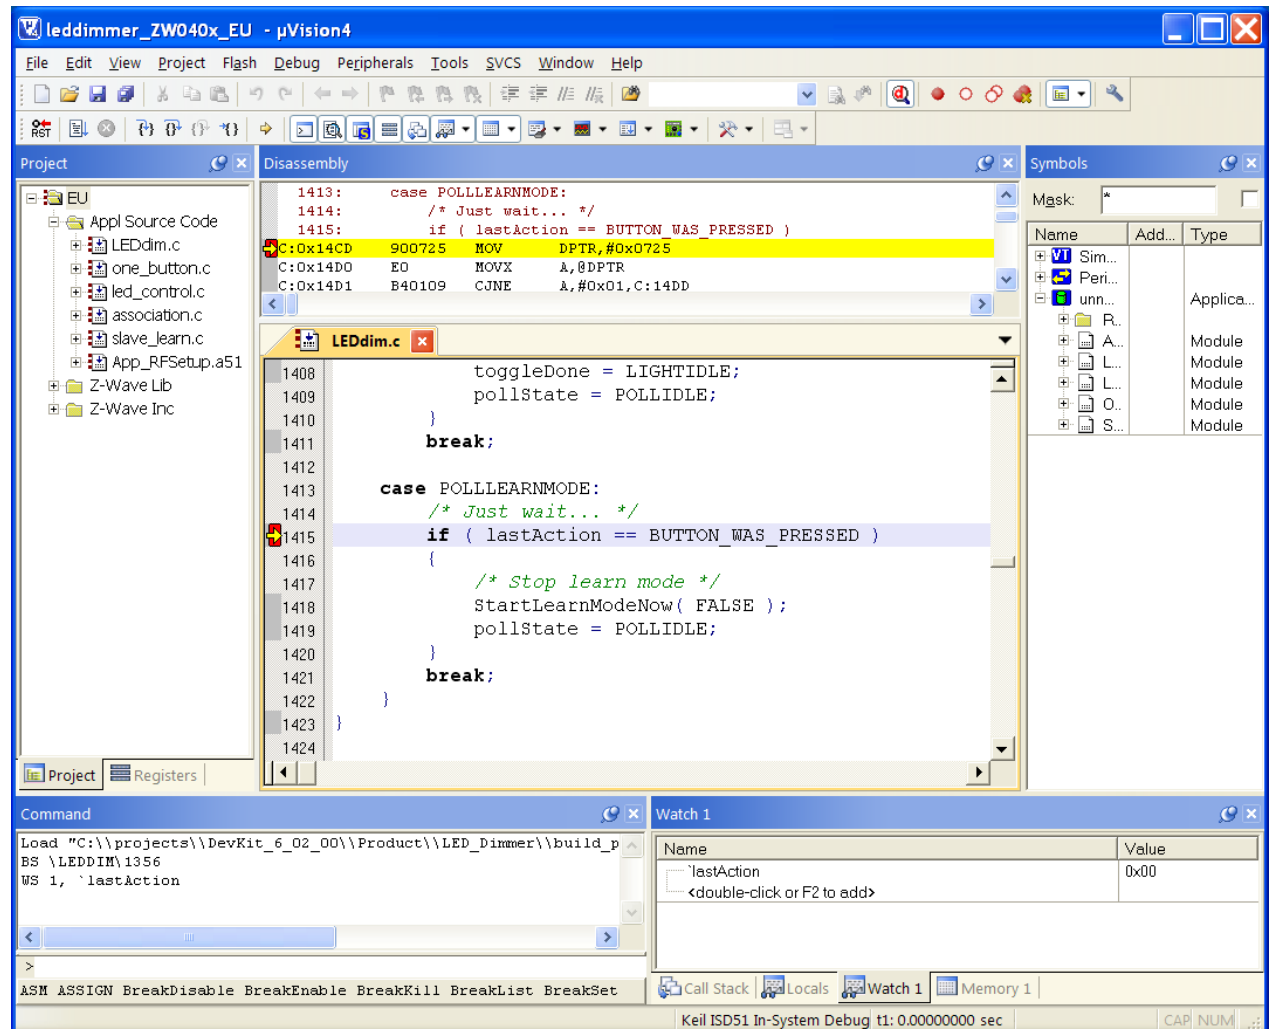 leddimmer_ZW040x_EU - µVision4
File Edit View Project Flash Debug Peripherals Tools SVCS Window Help
RST
Project
EU
Appl Source Code
LEDdim.c
one_button.c
led_control.c
association.c
slave_learn.c
App_RFSetup.a51
Z-Wave Lib
Z-Wave Inc
Project Registers
Disassembly
1413: case POLLLEARNMODE:
1414: /* Just wait... */
1415: if ( lastAction == BUTTON_WAS_PRESSED )
C:0x14CD 900725 MOV DPTR,#0x0725
C:0x14D0 E0 MOVX A,@DPTR
C:0x14D1 B40109 CJNE A,#0x01,C:14DD
LEDdim.c
1408 toggleDone = LIGHTIDLE;
1409 pollState = POLLIDLE;
1410 }
1411 break;
1412
1413 case POLLLEARNMODE:
1414 /* Just wait... */
1415 if ( lastAction == BUTTON_WAS_PRESSED )
1416 {
1417 /* Stop learn mode */
1418 StartLearnModeNow( FALSE );
1419 pollState = POLLIDLE;
1420 }
1421 break;
1422 }
1423 }
1424
Symbols
Mask: *
Name Add... Type
VT Sim...
Peri...
unn... Applica...
R..
A... Module
L... Module
L... Module
O.. Module
S... Module
Command
Load "C:\\projects\\DevKit_6_02_00\\Product\\LED_Dimmer\\build_p
BS \LEDDIM\1356
WS 1, `lastAction
>
ASM ASSIGN BreakDisable BreakEnable BreakKill BreakList BreakSet
Watch 1
Name Value
`lastAction 0x00
<double-click or F2 to add>
Call Stack Locals Watch 1 Memory 1
Keil ISD51 In-System Debug t1: 0.00000000 sec CAP NUM